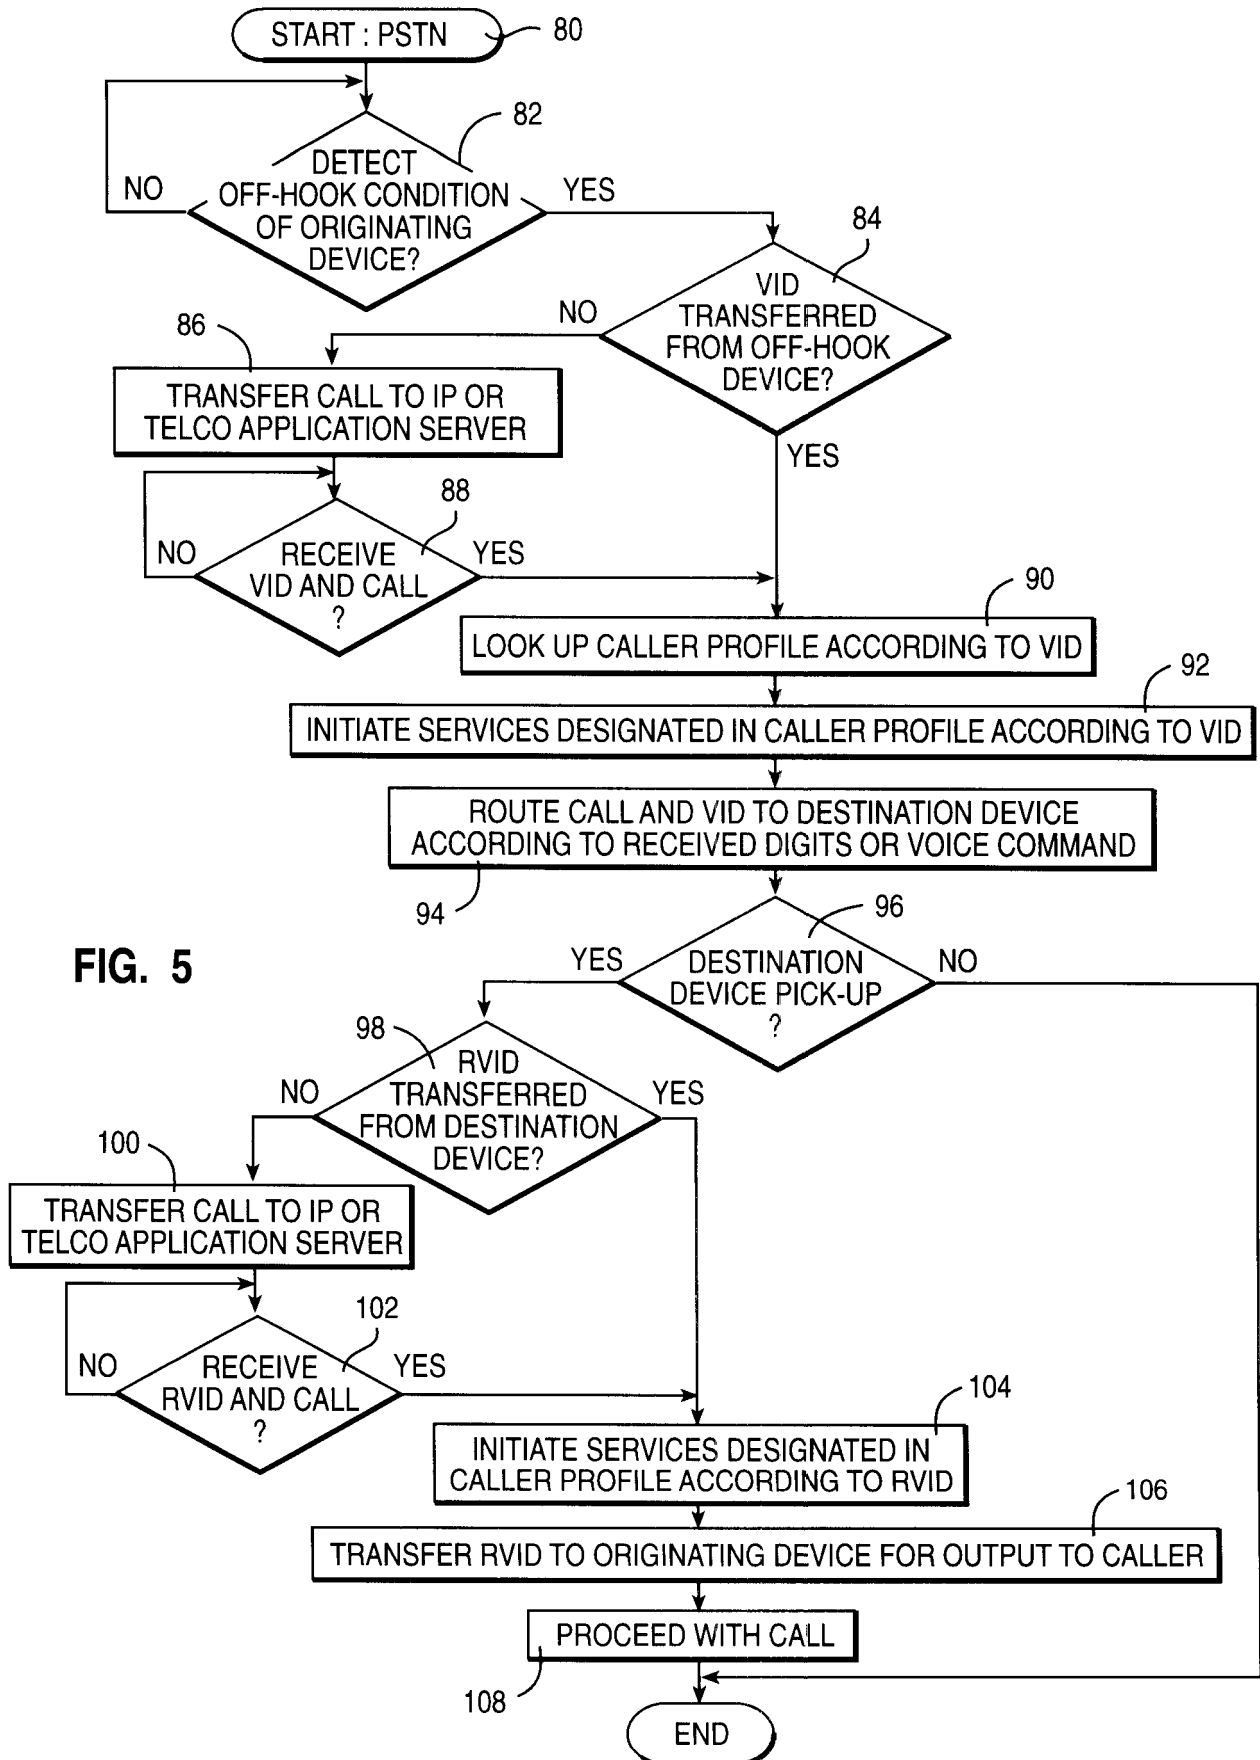 START : PSTN
80
82
DETECT
OFF-HOOK CONDITION
OF ORIGINATING
DEVICE?
NO
YES
84
VID
TRANSFERRED
FROM OFF-HOOK
DEVICE?
NO
YES
86
TRANSFER CALL TO IP OR
TELCO APPLICATION SERVER
88
RECEIVE
VID AND CALL
?
NO
YES
90
LOOK UP CALLER PROFILE ACCORDING TO VID
92
INITIATE SERVICES DESIGNATED IN CALLER PROFILE ACCORDING TO VID
ROUTE CALL AND VID TO DESTINATION DEVICE
ACCORDING TO RECEIVED DIGITS OR VOICE COMMAND
94
96
FIG. 5
YES
DESTINATION
DEVICE PICK-UP
?
NO
98
RVID
TRANSFERRED
FROM DESTINATION
DEVICE?
NO
YES
100
TRANSFER CALL TO IP OR
TELCO APPLICATION SERVER
102
RECEIVE
RVID AND CALL
?
NO
YES
104
INITIATE SERVICES DESIGNATED IN
CALLER PROFILE ACCORDING TO RVID
106
TRANSFER RVID TO ORIGINATING DEVICE FOR OUTPUT TO CALLER
PROCEED WITH CALL
108
END